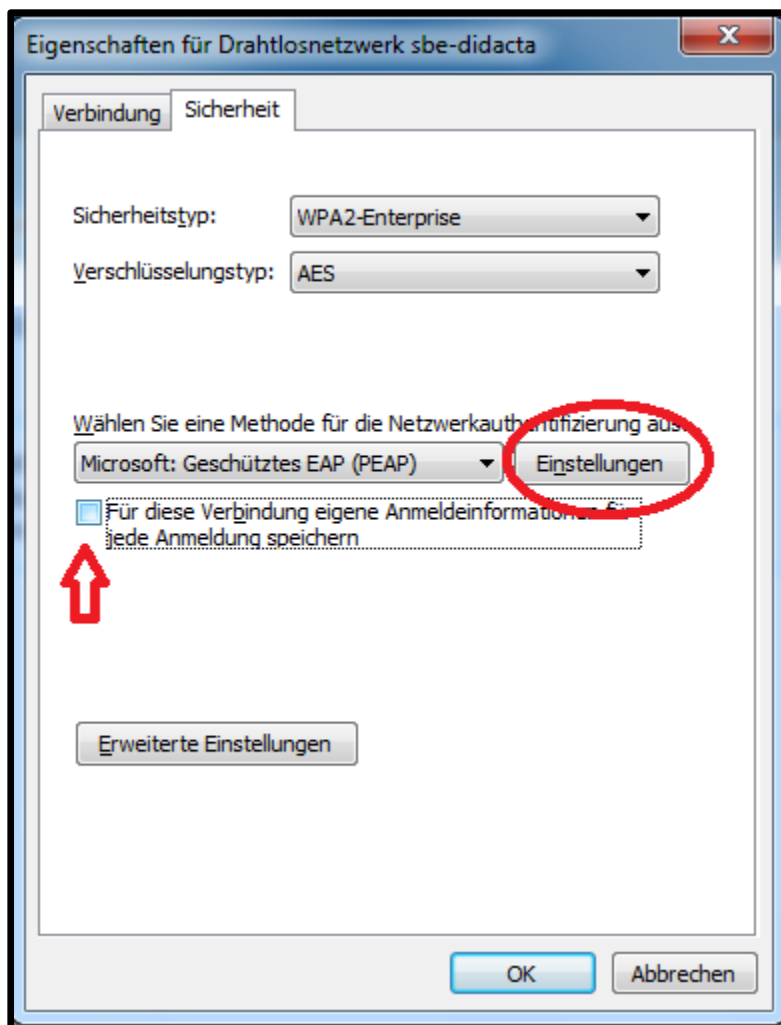 Eigenschaften für Drahtlosnetzwerk sbe-didacta
Verbindung Sicherheit
Sicherheitstyp: WPA2-Enterprise
Verschlüsselungstyp: AES
Wählen Sie eine Methode für die Netzwerkauthentifizierung aus:
Microsoft: Geschütztes EAP (PEAP) Einstellungen
Für diese Verbindung eigene Anmeldeinformationen für
jede Anmeldung speichern
Erweiterte Einstellungen
OK Abbrechen